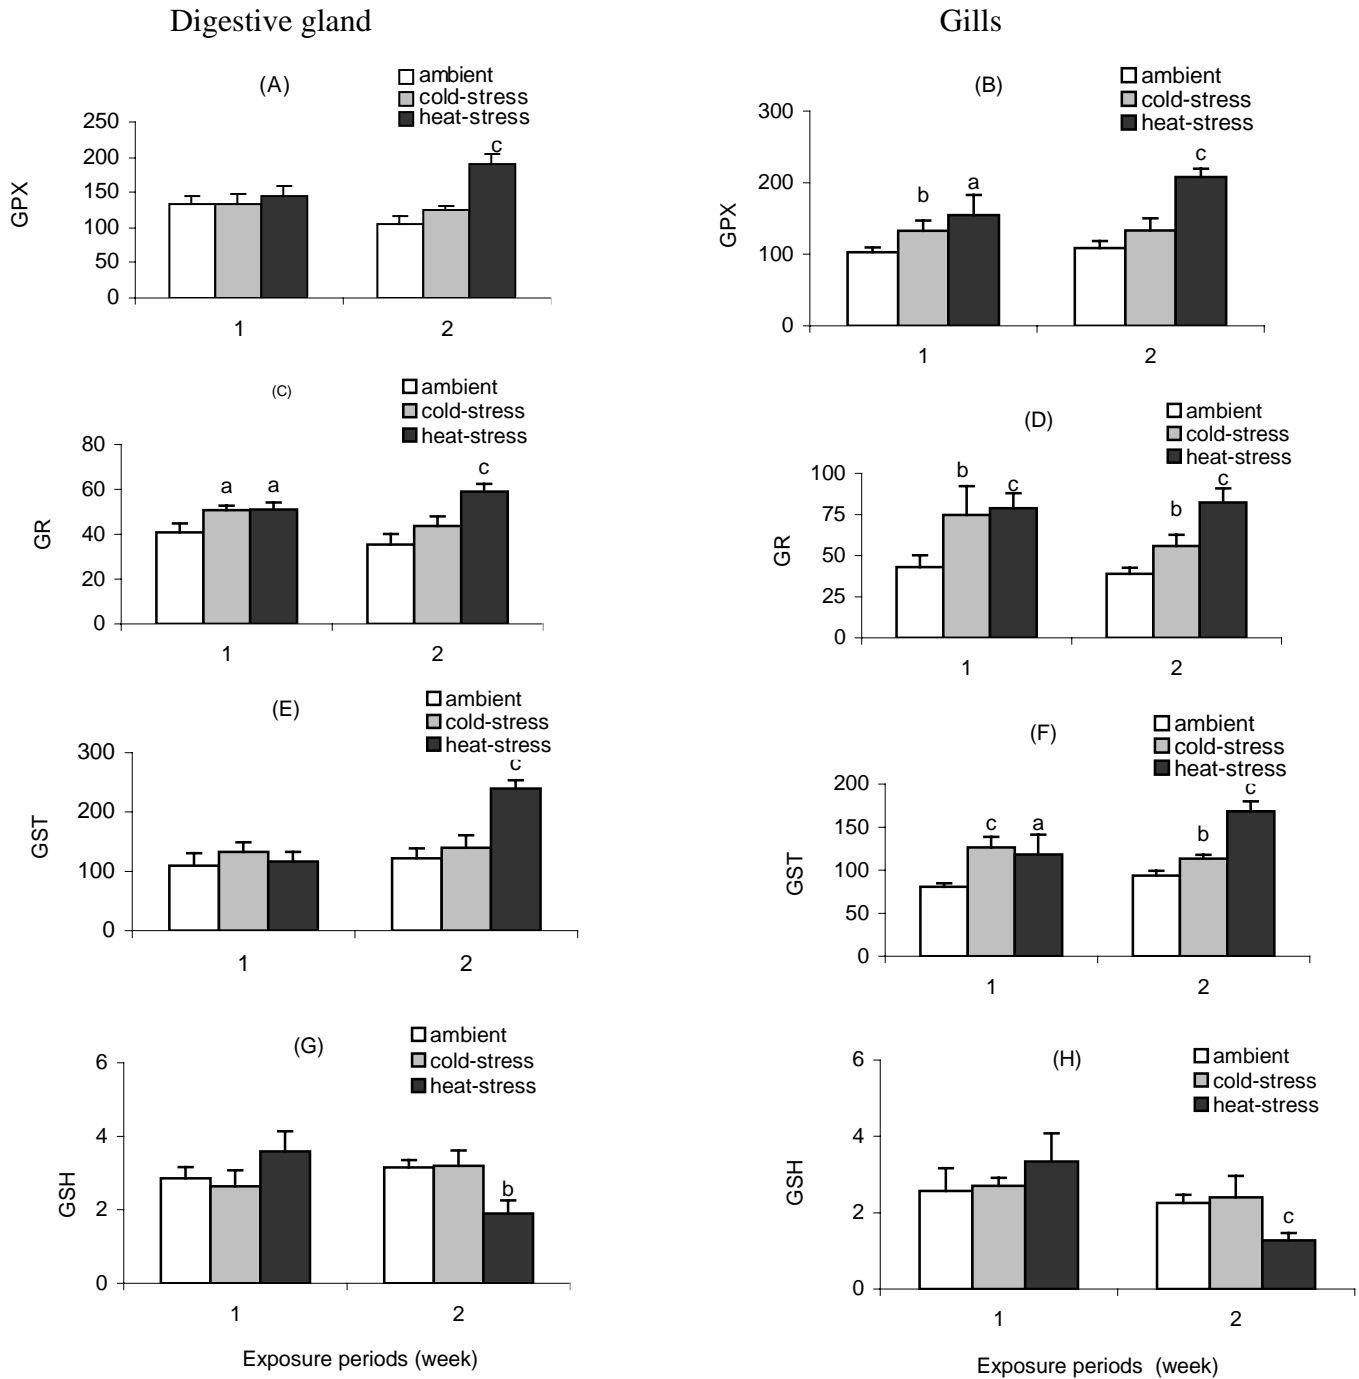 Digestive gland
Gills
(A)
ambient
cold-stress
heat-stress
250
200
150
100
50
0
GPX
c
1
2
(B)
ambient
cold-stress
heat-stress
300
200
100
0
GPX
b
a
c
1
2
(C)
ambient
cold-stress
heat-stress
80
60
40
20
0
GR
a
a
c
1
2
(D)
ambient
cold-stress
heat-stress
100
75
50
25
0
GR
b
c
b
c
1
2
(E)
ambient
cold-stress
heat-stress
300
200
100
0
GST
c
1
2
(F)
ambient
cold-stress
heat-stress
200
150
100
50
0
GST
c
a
b
c
1
2
(G)
ambient
cold-stress
heat-stress
6
4
2
0
GSH
b
1
2
Exposure periods (week)
(H)
ambient
cold-stress
heat-stress
6
4
2
0
GSH
c
1
2
Exposure periods (week)